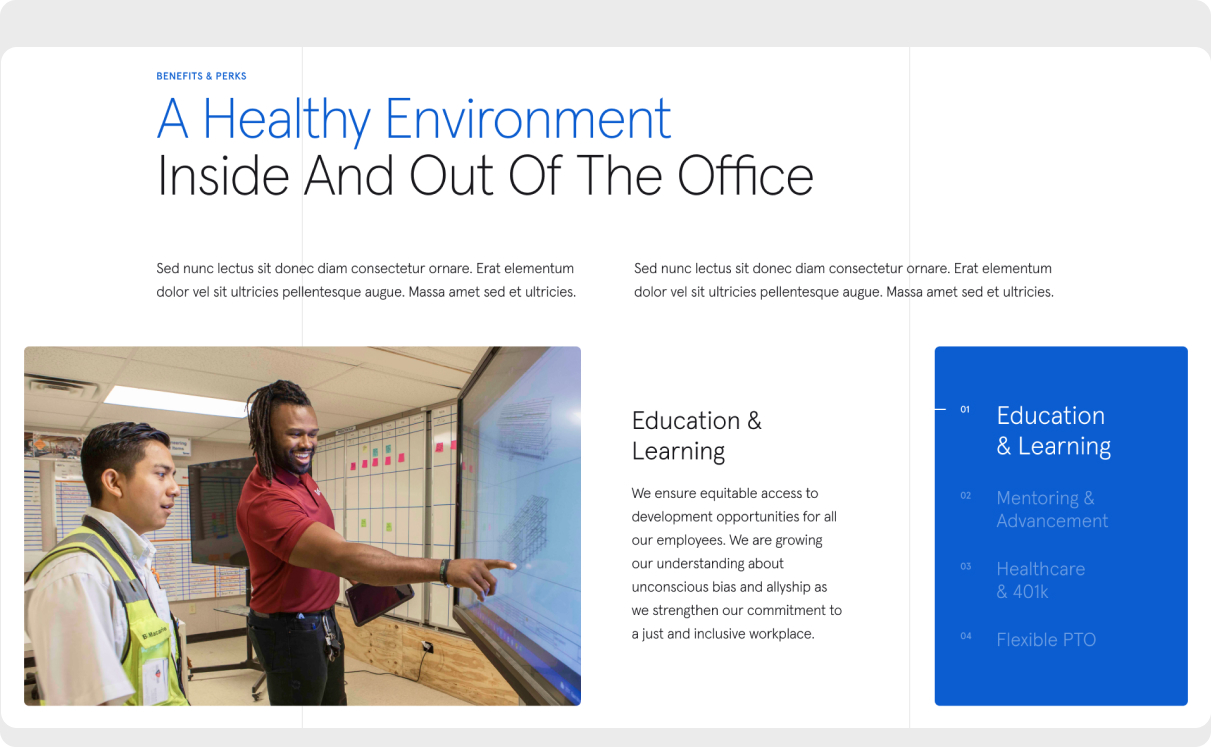 BENEFITS & PERKS
A Healthy Environment
Inside And Out Of The Office
Sed nunc lectus sit donec diam consectetur ornare. Erat elementum
dolor vel sit ultricies pellentesque augue. Massa amet sed et ultricies.
Sed nunc lectus sit donec diam consectetur ornare. Erat elementum
dolor vel sit ultricies pellentesque augue. Massa amet sed et ultricies.
Education &
Learning
We ensure equitable access to
development opportunities for all
our employees. We are growing
our understanding about
unconscious bias and allyship as
we strengthen our commitment to
a just and inclusive workplace.
01
Education
& Learning
02
Mentoring &
Advancement
03
Healthcare
& 401k
04
Flexible PTO